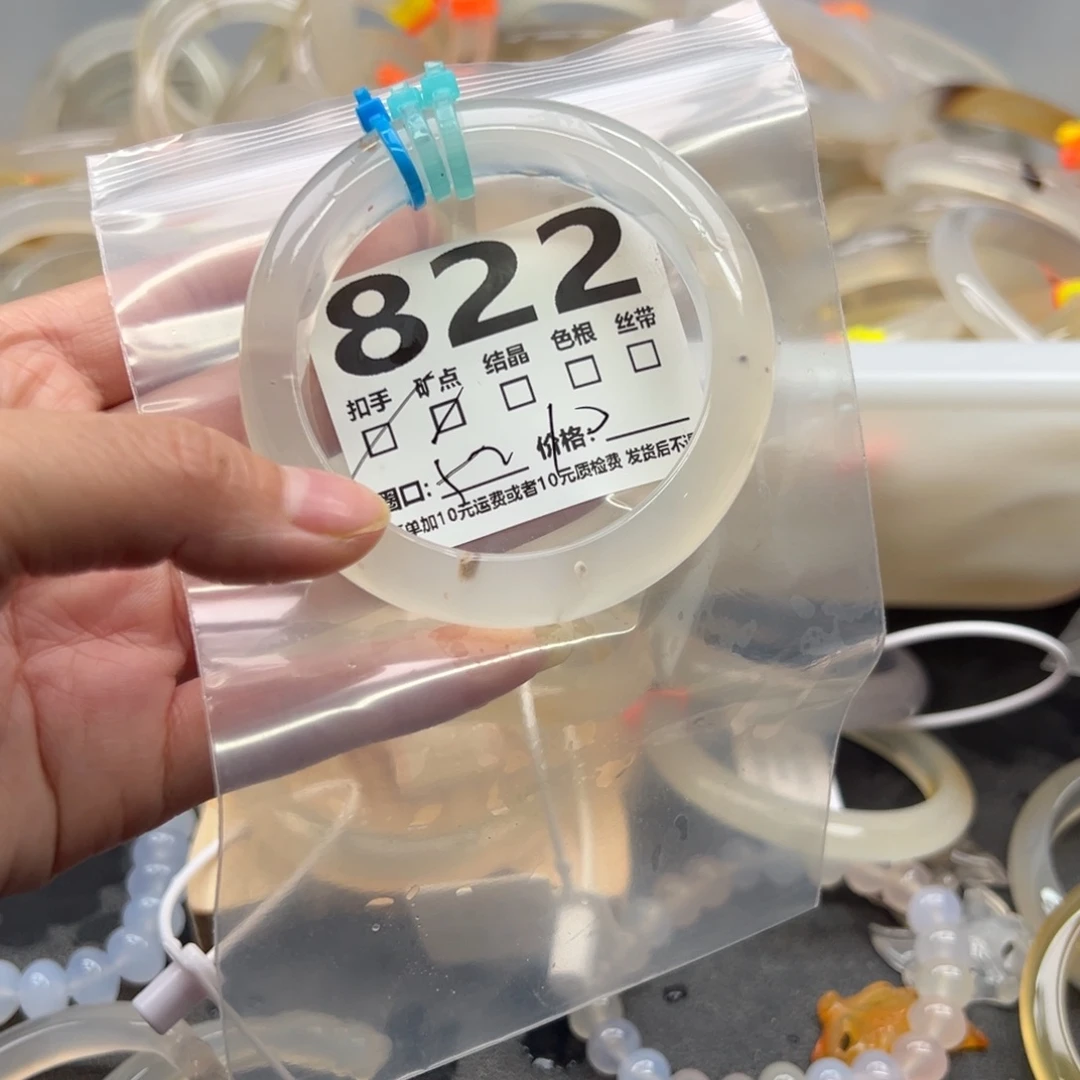 822
扣手 矿点 结晶 色根 丝带
圈口: 价格:
单加10元运费或者10元质检费 发货后不